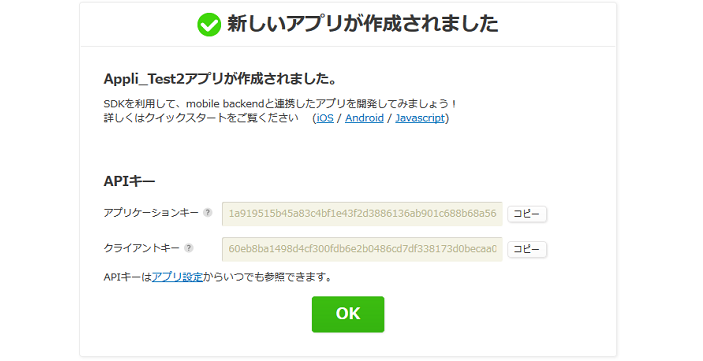 新しいアプリが作成されました
Appli_Test2アプリが作成されました。
SDKを利用して、mobile backendと連携したアプリを開発してみましょう！
詳しくはクイックスタートをご覧ください (iOS / Android / Javascript)
APIキー
アプリケーションキー ? 1a919515b45a83c4bf1e43f2d3886136ab901c688b68a56 コピー
クライアントキー ? 60eb8ba1498d4cf300fdb6e2b0486cd7df338173d0becaa0 コピー
APIキーはアプリ設定からいつでも参照できます。
OK